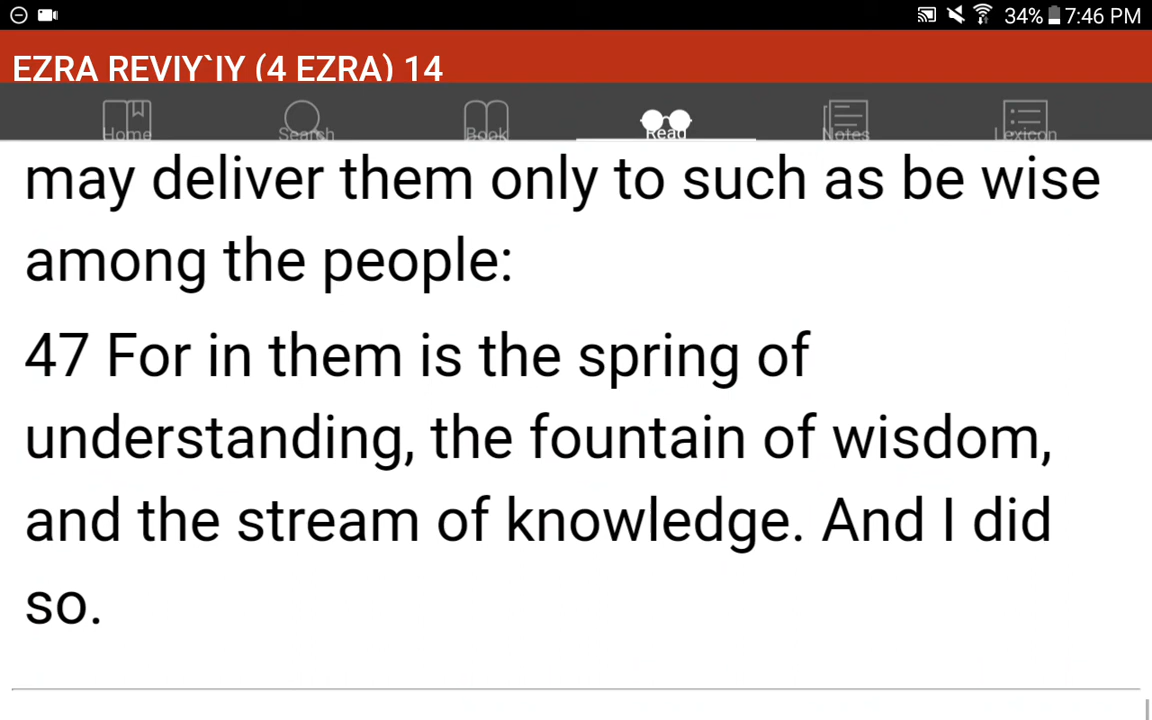 34% 7:46 PM
EZRA REVIY`IY (4 EZRA) 14
Home Search Book Read Notes Lexicon
may deliver them only to such as be wise
among the people:
47 For in them is the spring of
understanding, the fountain of wisdom,
and the stream of knowledge. And I did
so.